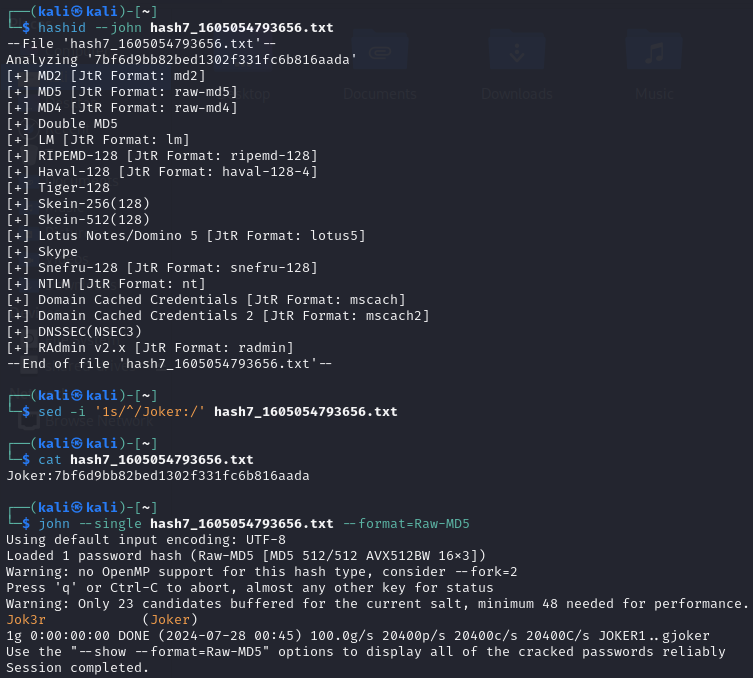 ┌──(kali㉿kali)-[~]
└─$ hashid --john hash7_1605054793656.txt
--File 'hash7_1605054793656.txt'--
Analyzing '7bf6d9bb82bed1302f331fc6b816aada'
[+] MD2 [JtR Format: md2]
[+] MD5 [JtR Format: raw-md5]
[+] MD4 [JtR Format: raw-md4]
[+] Double MD5
[+] LM [JtR Format: lm]
[+] RIPEMD-128 [JtR Format: ripemd-128]
[+] Haval-128 [JtR Format: haval-128-4]
[+] Tiger-128
[+] Skein-256(128)
[+] Skein-512(128)
[+] Lotus Notes/Domino 5 [JtR Format: lotus5]
[+] Skype
[+] Snefru-128 [JtR Format: snefru-128]
[+] NTLM [JtR Format: nt]
[+] Domain Cached Credentials [JtR Format: mscach]
[+] Domain Cached Credentials 2 [JtR Format: mscach2]
[+] DNSSEC(NSEC3)
[+] RAdmin v2.x [JtR Format: radmin]
--End of file 'hash7_1605054793656.txt'--
┌──(kali㉿kali)-[~]
└─$ sed -i '1s/^/Joker:/' hash7_1605054793656.txt
┌──(kali㉿kali)-[~]
└─$ cat hash7_1605054793656.txt
Joker:7bf6d9bb82bed1302f331fc6b816aada
┌──(kali㉿kali)-[~]
└─$ john --single hash7_1605054793656.txt --format=Raw-MD5
Using default input encoding: UTF-8
Loaded 1 password hash (Raw-MD5 [MD5 512/512 AVX512BW 16×3])
Warning: no OpenMP support for this hash type, consider --fork=2
Press 'q' or Ctrl-C to abort, almost any other key for status
Warning: Only 23 candidates buffered for the current salt, minimum 48 needed for performance.
Jok3r            (Joker)
1g 0:00:00:00 DONE (2024-07-28 00:45) 100.0g/s 20400p/s 20400c/s 20400C/s JOKER1..gjoker
Use the "--show --format=Raw-MD5" options to display all of the cracked passwords reliably
Session completed.
Documents
Downloads
Music